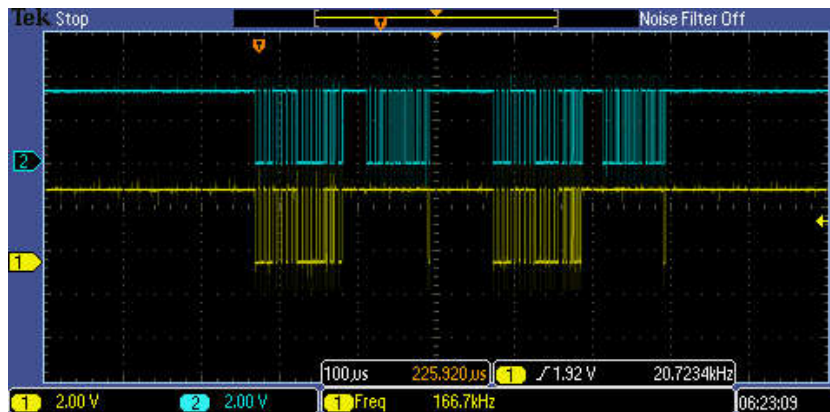 Tek Stop Noise Filter Off
T
T
2
1
100µs 225.920µs 1 1.92 V 20.7234kHz
1 2.00 V 2 2.00 V 1 Freq 166.7kHz 06:23:09